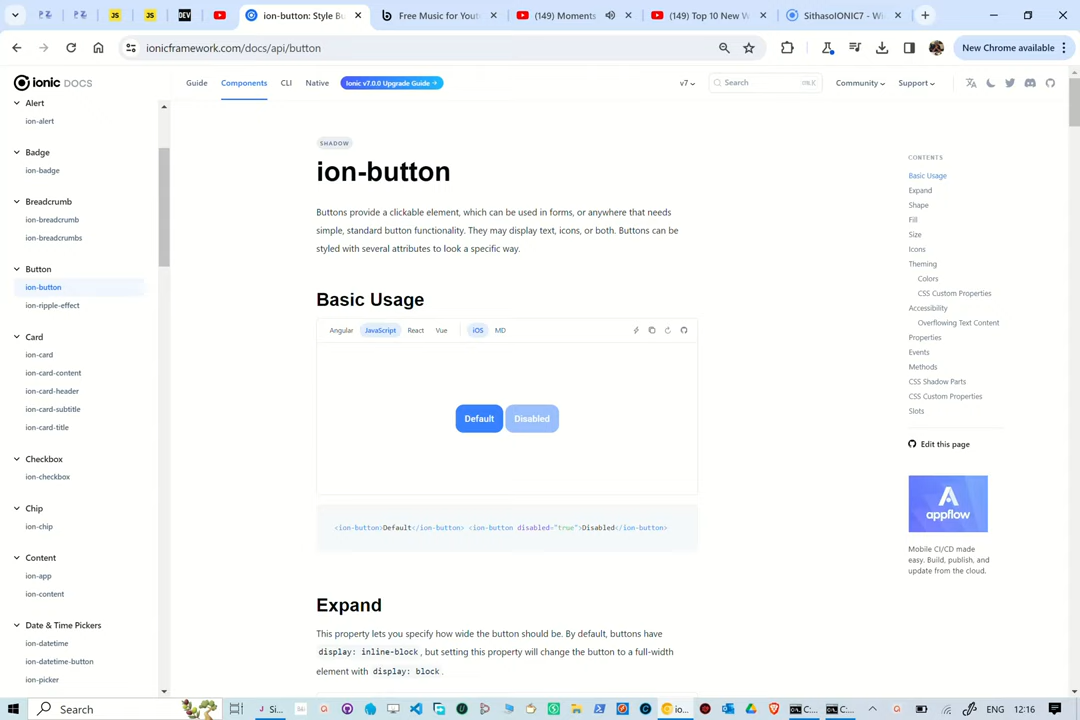 JS
JS
DEV
ion-button: Style Bu
Free Music for Yout
(149) Moments
(149) Top 10 New W
SithasoIONIC7 - Wi
ionicframework.com/docs/api/button
New Chrome available
ionic DOCS
Guide
Components
CLI
Native
Ionic v7.0.0 Upgrade Guide →
v7
Search
Community
Support
Alert
ion-alert
Badge
ion-badge
Breadcrumb
ion-breadcrumb
ion-breadcrumbs
Button
ion-button
ion-ripple-effect
Card
ion-card
ion-card-content
ion-card-header
ion-card-subtitle
ion-card-title
Checkbox
ion-checkbox
Chip
ion-chip
Content
ion-app
ion-content
Date & Time Pickers
ion-datetime
ion-datetime-button
ion-picker
SHADOW
ion-button
Buttons provide a clickable element, which can be used in forms, or anywhere that needs
simple, standard button functionality. They may display text, icons, or both. Buttons can be
styled with several attributes to look a specific way.
Basic Usage
Angular JavaScript React Vue iOS MD
Default Disabled
<ion-button>Default</ion-button> <ion-button disabled="true">Disabled</ion-button>
Expand
This property lets you specify how wide the button should be. By default, buttons have
display: inline-block, but setting this property will change the button to a full-width
element with display: block.
CONTENTS
Basic Usage
Expand
Shape
Fill
Size
Icons
Theming
Colors
CSS Custom Properties
Accessibility
Overflowing Text Content
Properties
Events
Methods
CSS Shadow Parts
CSS Custom Properties
Slots
Edit this page
appflow
Mobile CI/CD made
easy. Build, publish, and
update from the cloud.
Search
Si...
io...
C:...
C:...
ENG
12:16